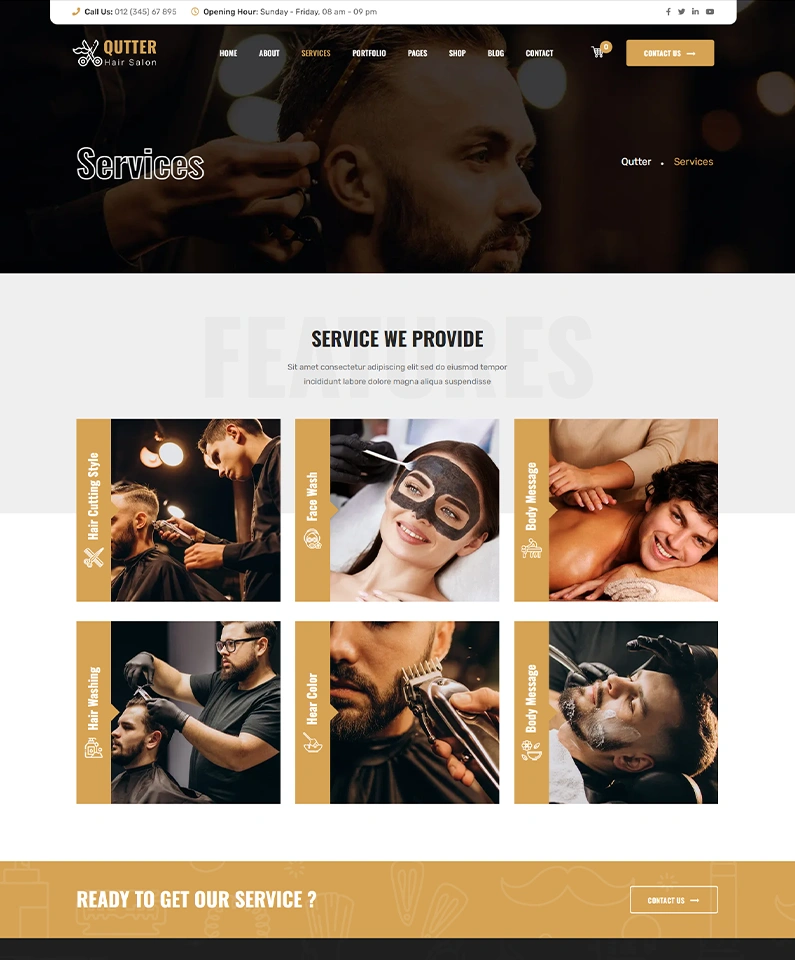 Call Us: 012 (345) 67 895 Opening Hour: Sunday - Friday, 08 am - 09 pm
QUTTER
Hair Salon
HOME ABOUT SERVICES PORTFOLIO PAGES SHOP BLOG CONTACT 0 CONTACT US
Services
Qutter . Services
FEATURES
SERVICE WE PROVIDE
Sit amet consectetur adipiscing elit sed do eiusmod tempor
incididunt labore dolore magna aliqua suspendisse
Hair Cutting Style
Face Wash
Body Message
Hair Washing
Hear Color
Body Message
READY TO GET OUR SERVICE ?
CONTACT US